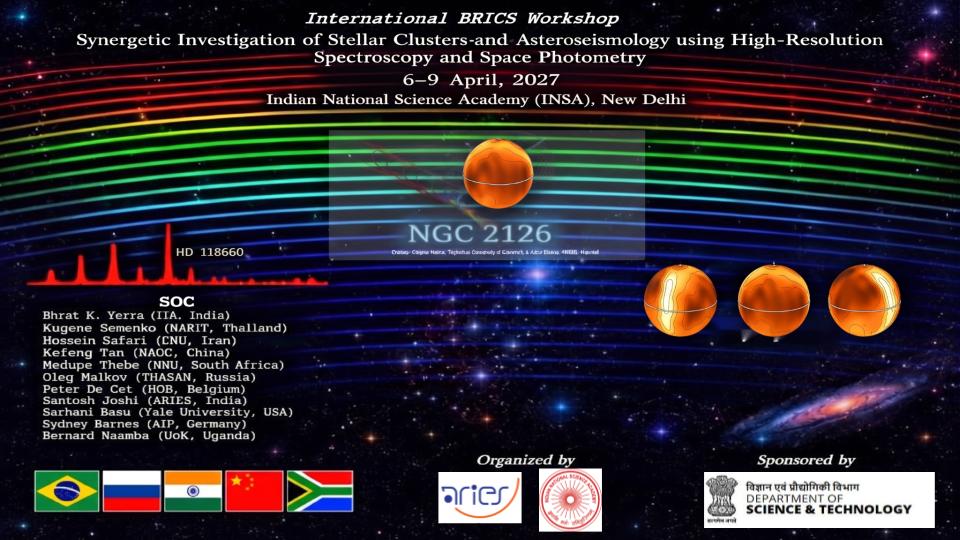 International BRICS Workshop
Synergetic Investigation of Stellar Clusters-and Asteroseismology using High-Resolution
Spectroscopy and Space Photometry
6–9 April, 2027
Indian National Science Academy (INSA), New Delhi
NGC 2126
HD 118660
SOC
Bhrat K. Yerra (IIA. India)
Kugene Semenko (NARIT, Thalland)
Hossein Safari (ENU, Iran)
Kefeng Tan (NAOC, China)
Medupe Thebe (NNU, South Africa)
Oleg Malkov (THASAN, Russia)
Peter De Cet (HOB, Belgium)
Santosh Joshi (ARIES, India)
Sarhani Basu (Yale University, USA)
Sydney Barnes (AIP, Germany)
Bernard Naamba (UoK, Uganda)
Organized by
aries
Sponsored by
विज्ञान एवं प्रौद्योगिकी विभाग
DEPARTMENT OF
SCIENCE & TECHNOLOGY
सत्यमेव जयते